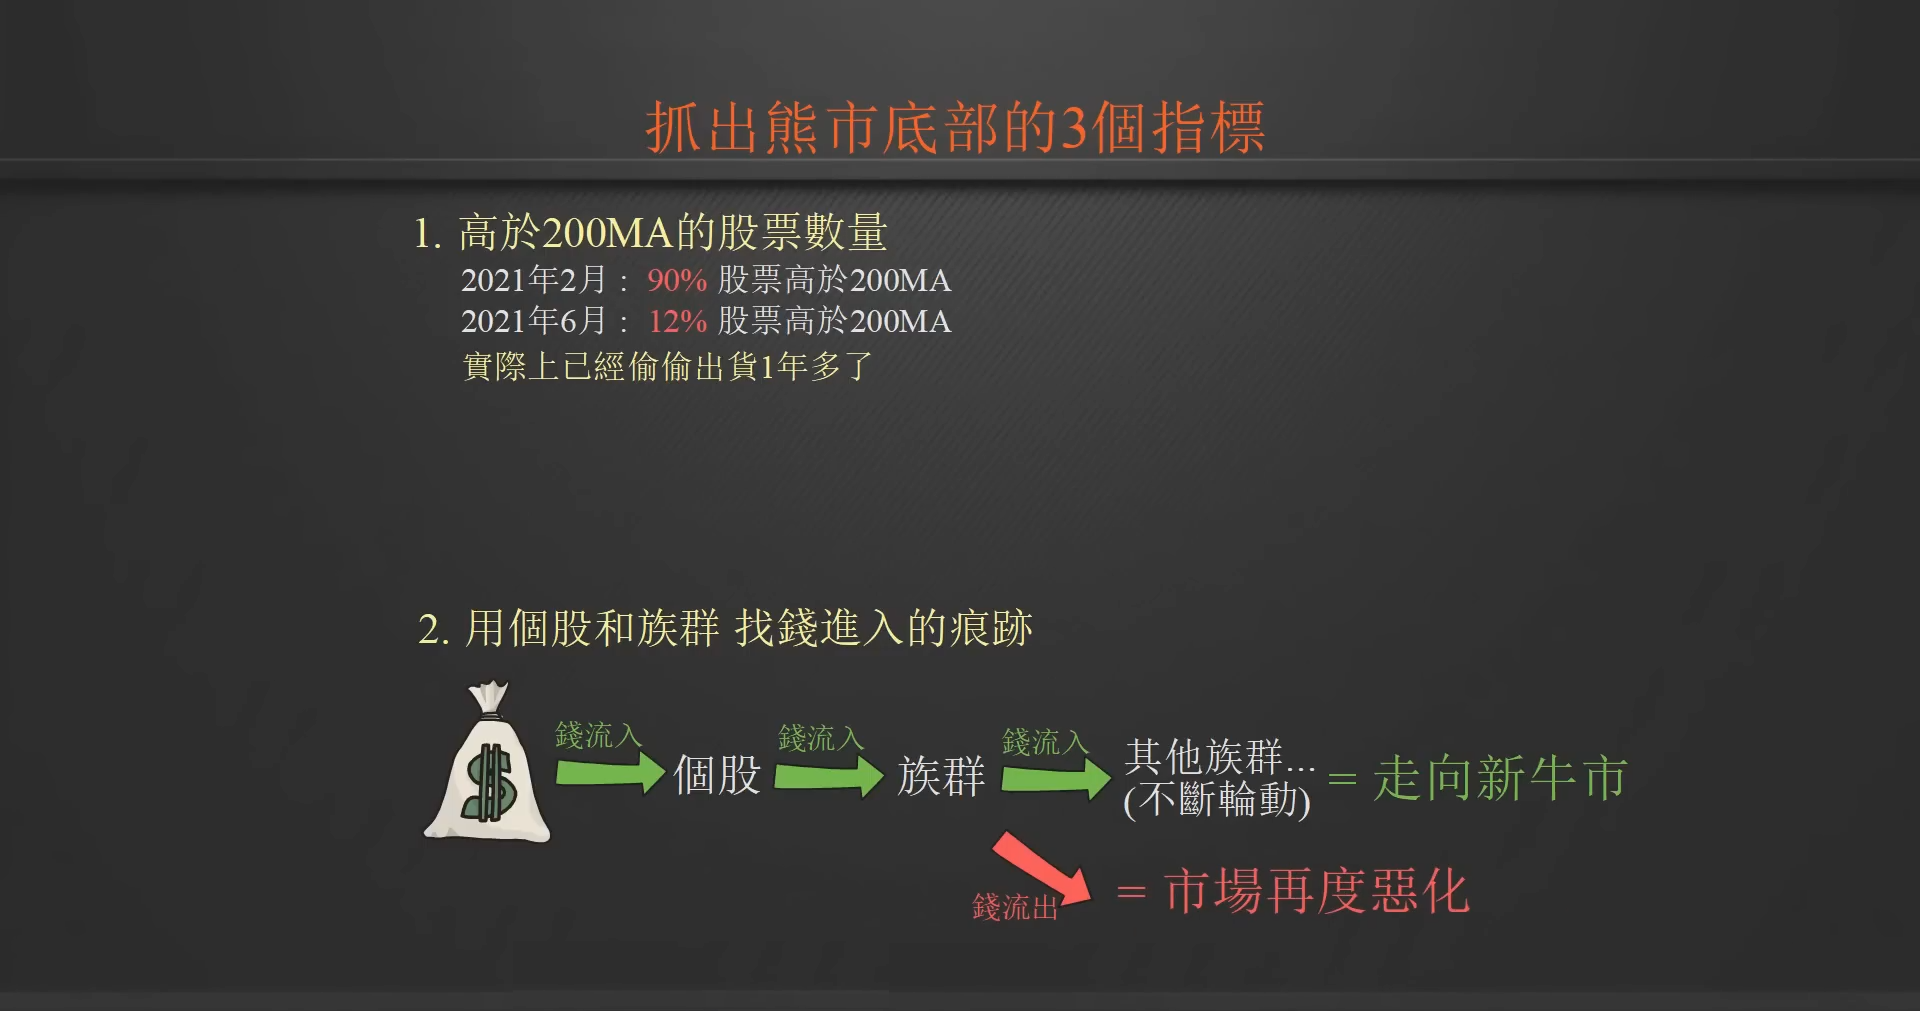 抓出熊市底部的3個指標
1. 高於200MA的股票數量
2021年2月： 90% 股票高於200MA
2021年6月： 12% 股票高於200MA
實際上已經偷偷出貨1年多了
2. 用個股和族群 找錢進入的痕跡
錢流入 個股 錢流入 族群 錢流入 其他族群... = 走向新牛市
(不斷輪動)
錢流出 = 市場再度惡化
$